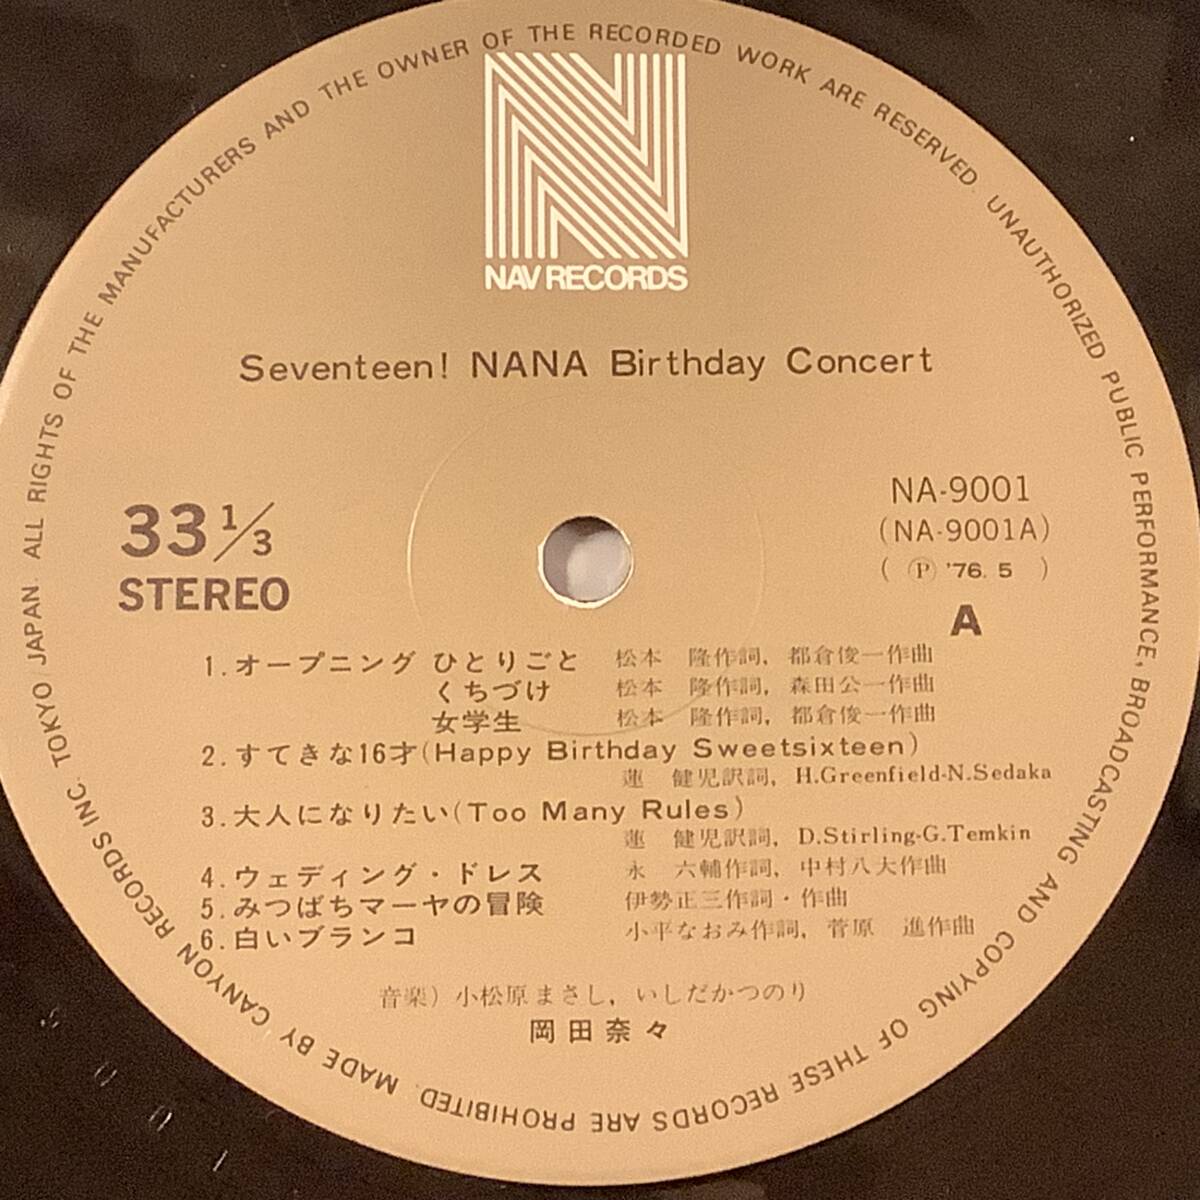 ALL RIGHTS OF THE MANUFACTURERS AND THE OWNER OF THE RECORDED WORK ARE RESERVED. UNAUTHORIZED PUBLIC PERFORMANCE, BROADCASTING AND COPYING OF THESE RECORDS ARE PROHIBITED. MADE BY CANYON RECORDS INC. TOKYO JAPAN.
N
NAV RECORDS
Seventeen! NANA Birthday Concert
33 1/3
STEREO
NA-9001
(NA-9001A)
( Ⓟ '76. 5 )
A
1. オープニング ひとりごと 松本 隆作詞, 都倉俊一作曲
くちづけ 松本 隆作詞, 森田公一作曲
女学生 松本 隆作詞, 都倉俊一作曲
2. すてきな16才(Happy Birthday Sweetsixteen)
蓮 健児訳詞, H.Greenfield-N.Sedaka
3. 大人になりたい(Too Many Rules)
蓮 健児訳詞, D.Stirling-G.Temkin
4. ウェディング・ドレス 永 六輔作詞, 中村八大作曲
5. みつばちマーヤの冒険 伊勢正三作詞・作曲
6. 白いブランコ 小平なおみ作詞, 菅原 進作曲
音楽) 小松原まさし, いしだかつのり
岡田奈々